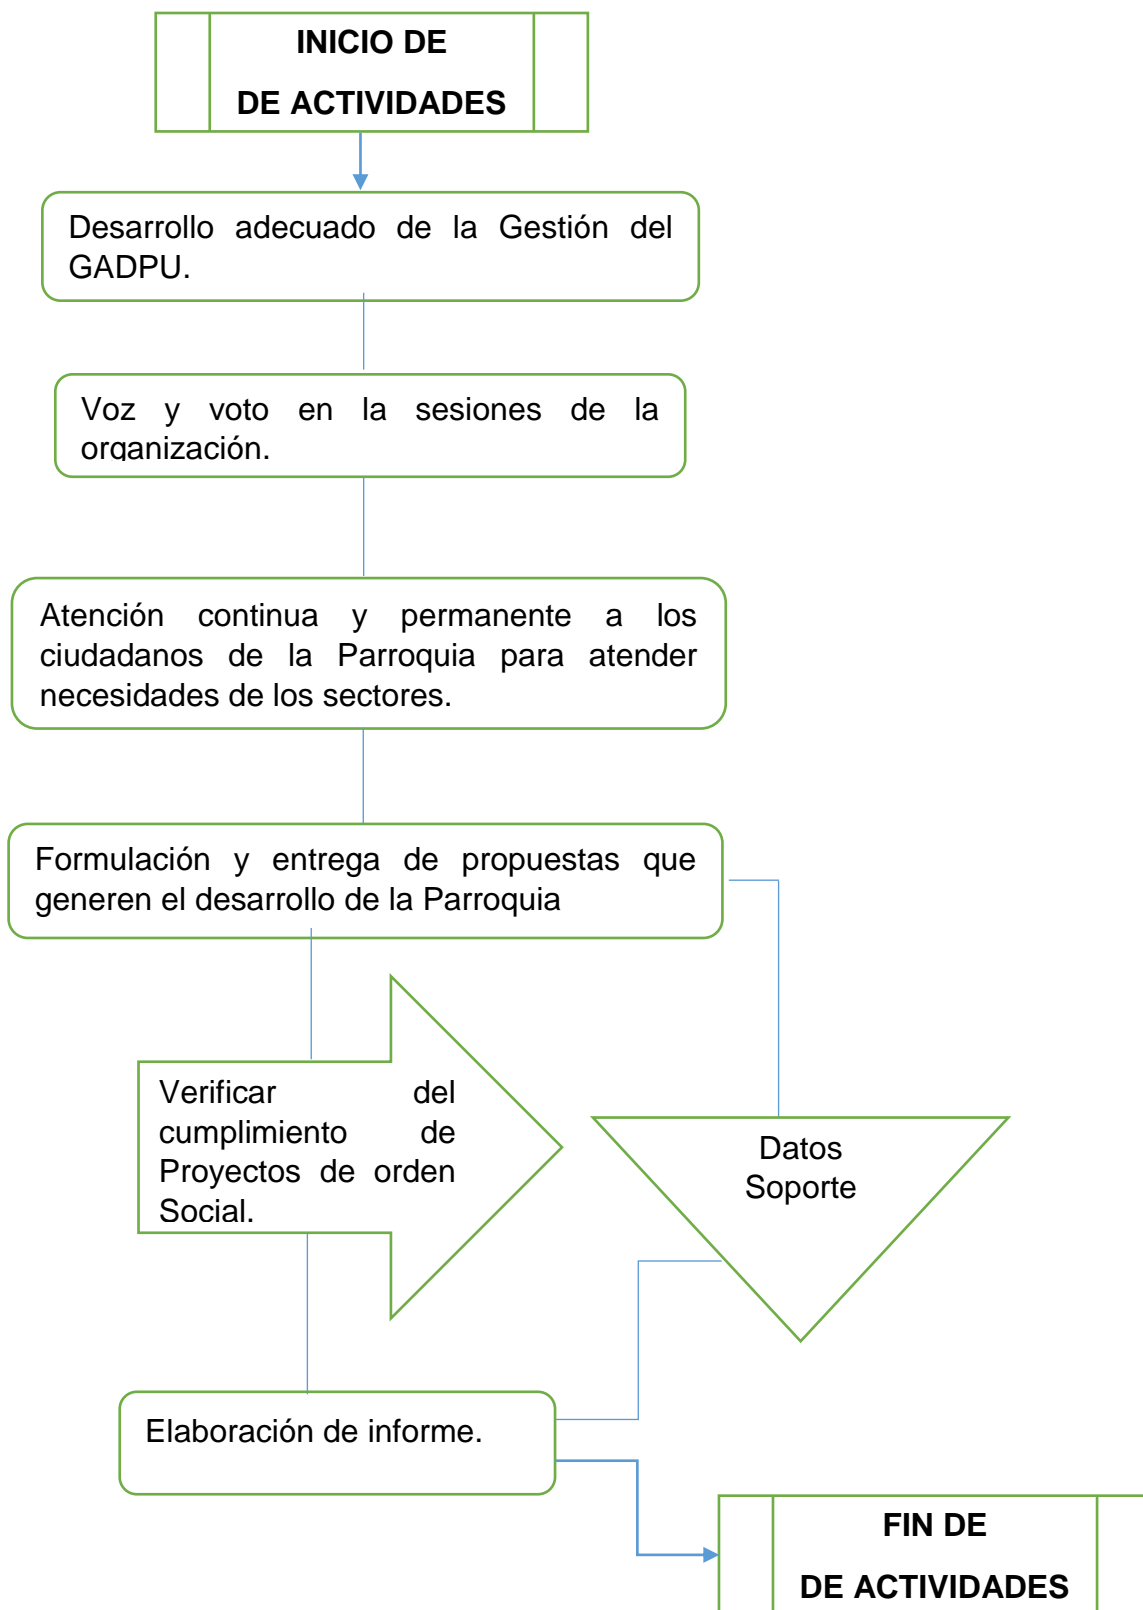 INICIO DE
DE ACTIVIDADES
Desarrollo adecuado de la Gestión del
GADPU.
Voz y voto en la sesiones de la
organización.
Atención continua y permanente a los
ciudadanos de la Parroquia para atender
necesidades de los sectores.
Formulación y entrega de propuestas que
generen el desarrollo de la Parroquia
Verificar del
cumplimiento de
Proyectos de orden
Social.
Datos
Soporte
Elaboración de informe.
FIN DE
DE ACTIVIDADES